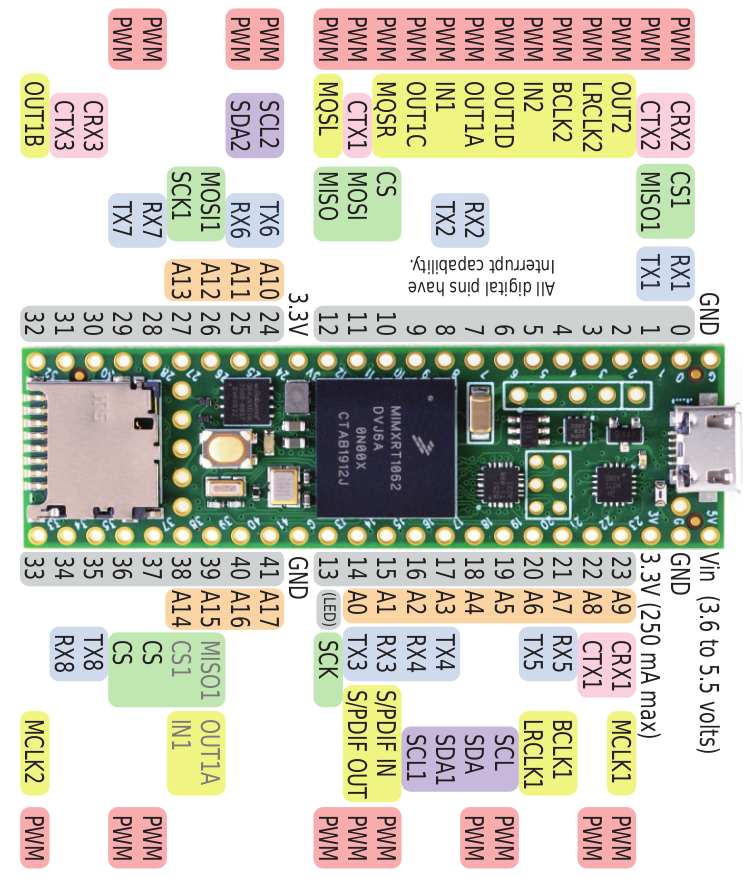 GND Vin (3.6 to 5.5 volts)
PWM CRX2 CS1 RX1 0 GND
PWM CTX2 MISO1 TX1 1 3.3V (250 mA max)
PWM OUT2 2 23 A9 CRX1 MCLK1 PWM
PWM LRCLK2 3 22 A8 CTX1 PWM
PWM BCLK2 4 21 A7 RX5 BCLK1
PWM IN2 5 20 A6 TX5 LRCLK1
PWM OUT1D 6 19 A5 SCL PWM
PWM OUT1A RX2 7 18 A4 SDA PWM
PWM IN1 TX2 8 17 A3 TX4 SDA1
PWM OUT1C 9 16 A2 RX4 SCL1
PWM MQSR CS 10 15 A1 RX3 S/PDIF IN PWM
PWM CTX1 MOSI 11 14 A0 TX3 S/PDIF OUT PWM
PWM MQSL MISO 12 13 (LED) SCK PWM
3.3V GND
PWM SCL2 TX6 A10 24 41 A17
PWM SDA2 RX6 A11 25 40 A16
MOSI1 A12 26 39 A15 MISO1 OUT1A
SCK1 A13 27 38 A14 CS1 IN1
PWM RX7 28 37 CS PWM
PWM TX7 29 36 CS PWM
CRX3 30 35 TX8
CTX3 31 34 RX8
OUT1B 32 33 MCLK2 PWM
All digital pins have
Interrupt capability.
MIMXRT1062
DVJ6A
0N00X
CTAB1912J